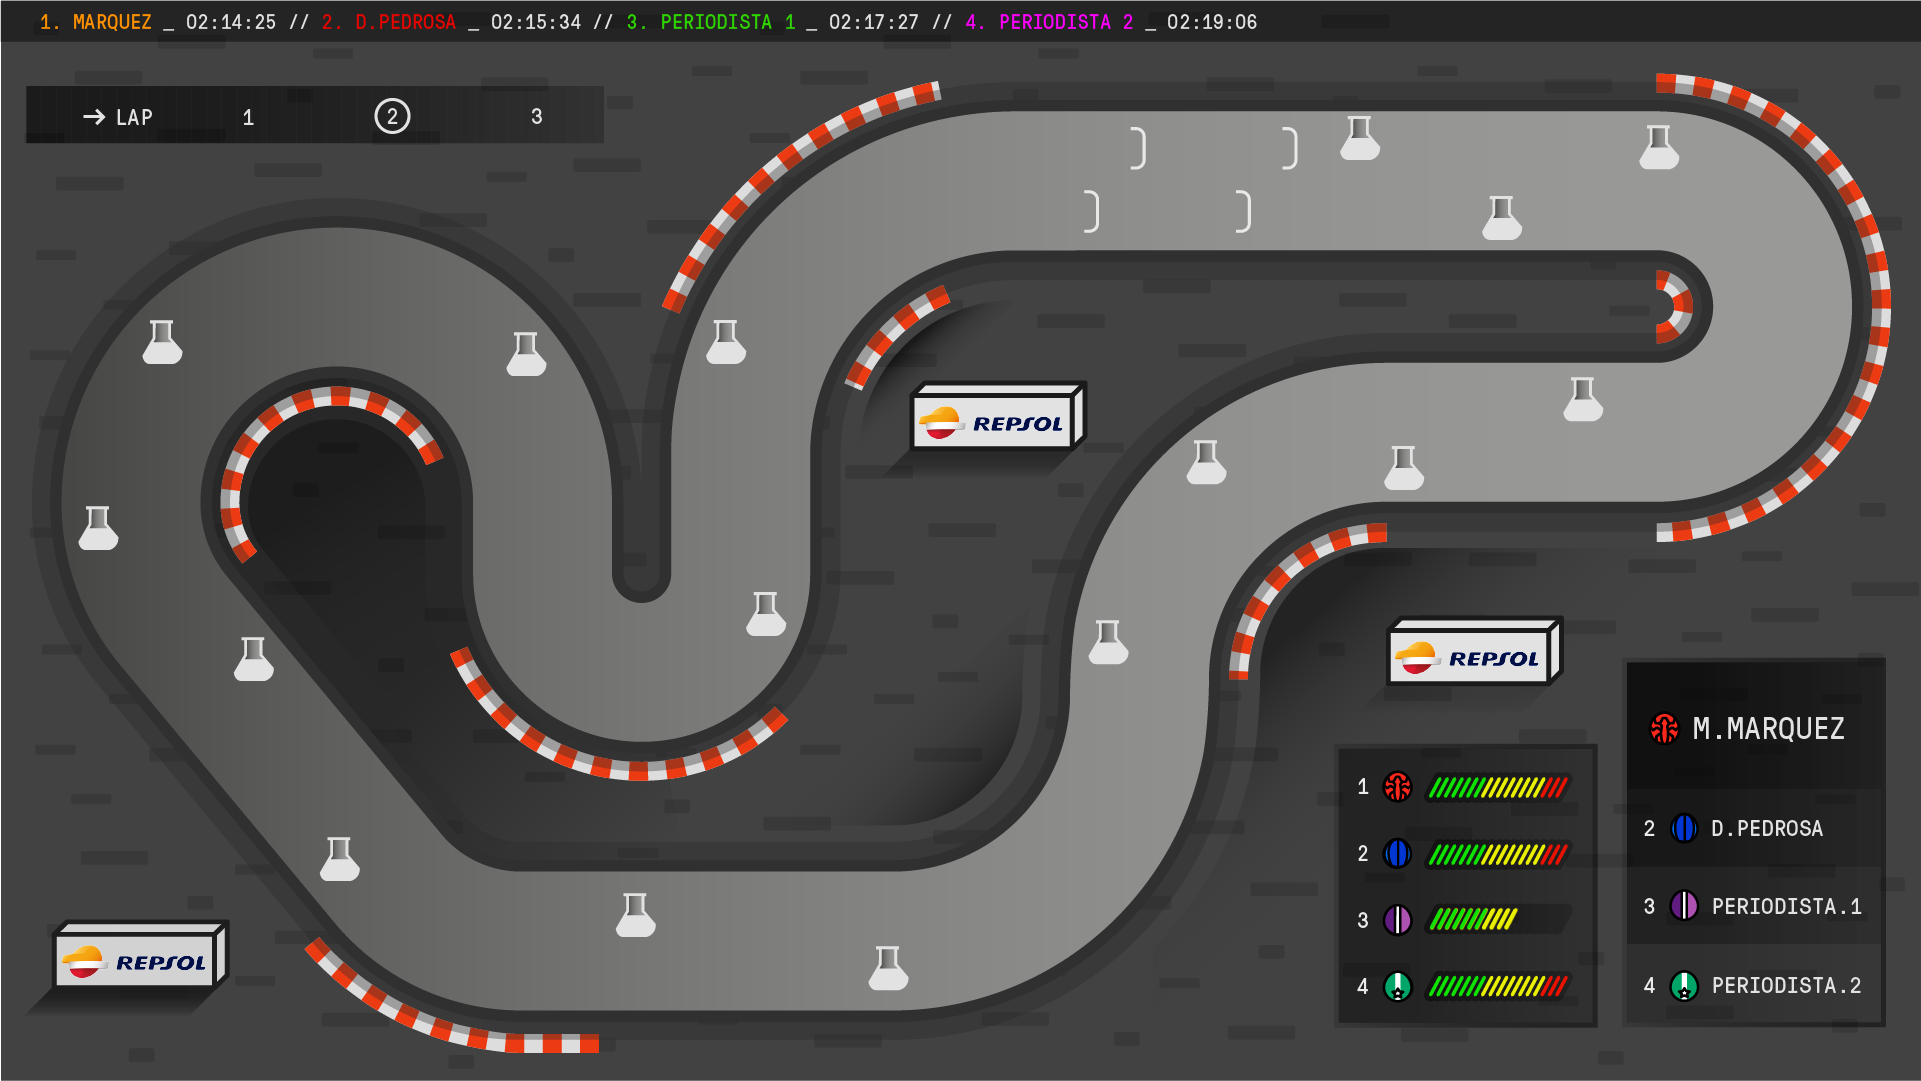 1. MARQUEZ _ 02:14:25 // 2. D.PEDROSA _ 02:15:34 // 3. PERIODISTA 1 _ 02:17:27 // 4. PERIODISTA 2 _ 02:19:06
→ LAP 1 2 3
REPSOL
REPSOL
M.MARQUEZ
2 D.PEDROSA
3 PERIODISTA.1
4 PERIODISTA.2
1
2
3
4
REPSOL